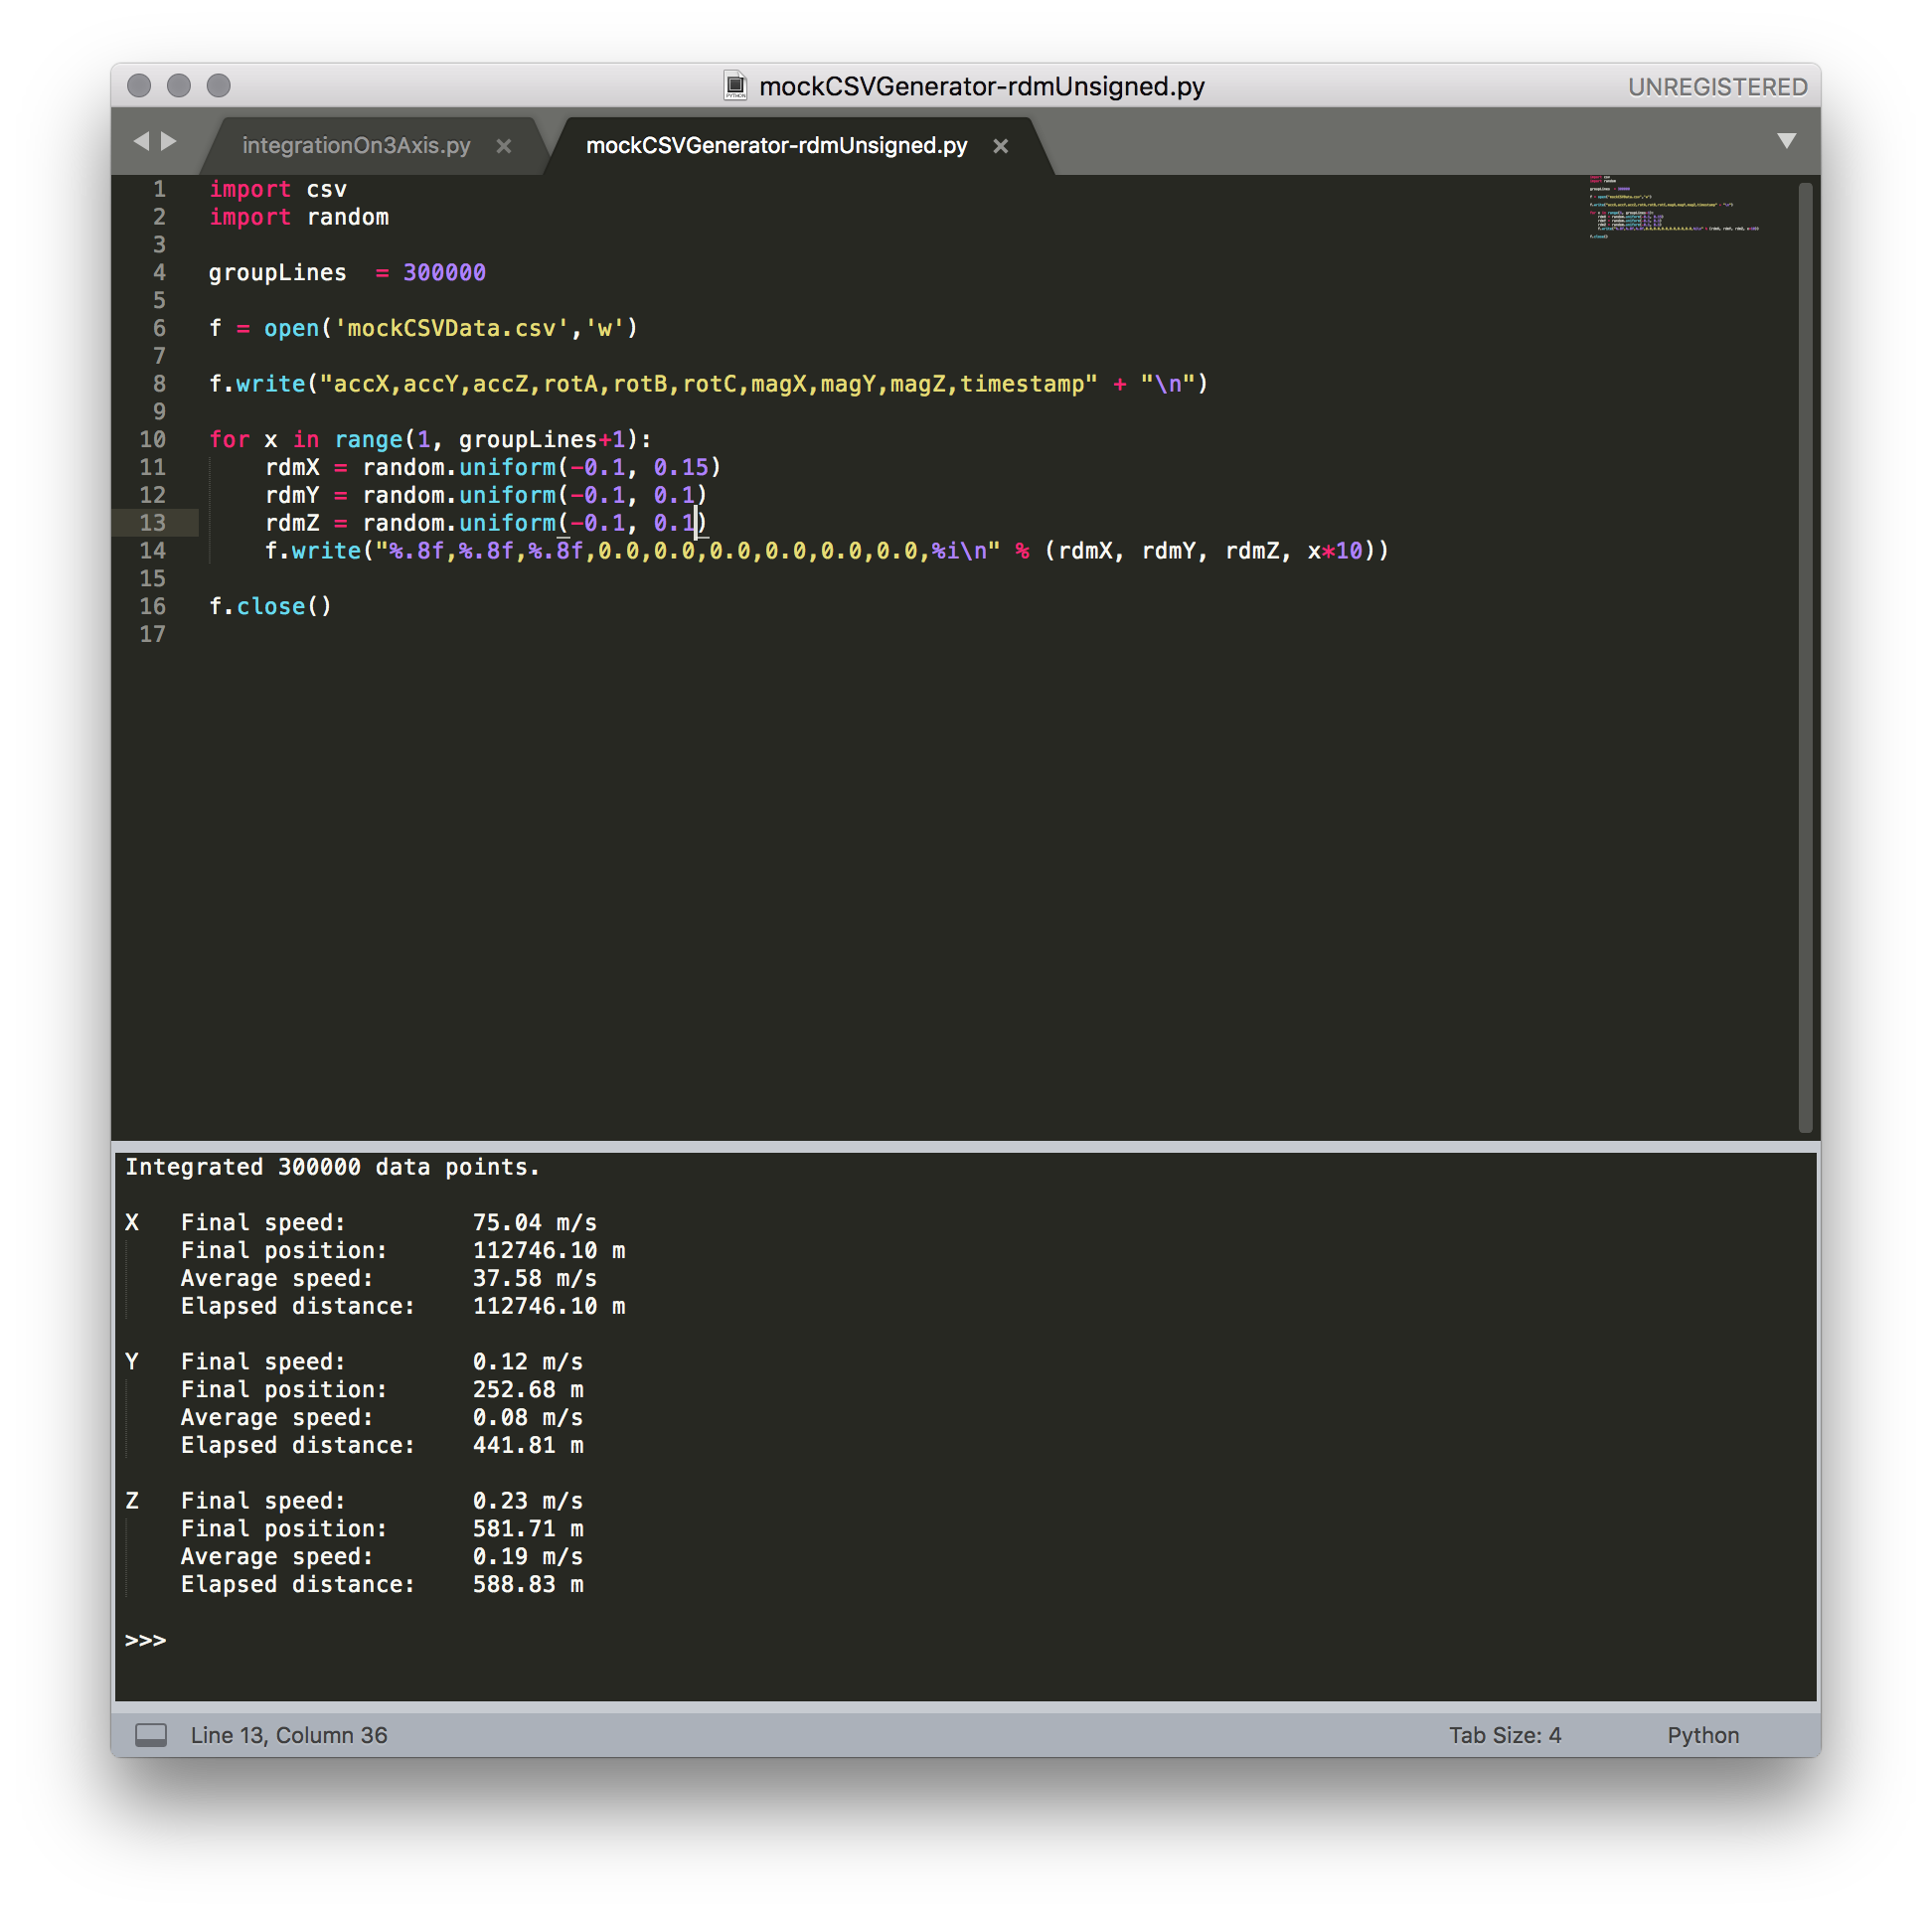 mockCSVGenerator-rdmUnsigned.py
UNREGISTERED
integrationOn3Axis.py ×
mockCSVGenerator-rdmUnsigned.py ×
1 import csv
2 import random
3
4 groupLines  = 300000
5
6 f = open('mockCSVData.csv','w')
7
8 f.write("accX,accY,accZ,rotA,rotB,rotC,magX,magY,magZ,timestamp" + "\n")
9
10 for x in range(1, groupLines+1):
11     rdmX = random.uniform(-0.1, 0.15)
12     rdmY = random.uniform(-0.1, 0.1)
13     rdmZ = random.uniform(-0.1, 0.1)
14     f.write("%.8f,%.8f,%.8f,0.0,0.0,0.0,0.0,0.0,0.0,%i\n" % (rdmX, rdmY, rdmZ, x*10))
15
16 f.close()
17
Integrated 300000 data points.
X   Final speed:         75.04 m/s
    Final position:      112746.10 m
    Average speed:       37.58 m/s
    Elapsed distance:    112746.10 m
Y   Final speed:         0.12 m/s
    Final position:      252.68 m
    Average speed:       0.08 m/s
    Elapsed distance:    441.81 m
Z   Final speed:         0.23 m/s
    Final position:      581.71 m
    Average speed:       0.19 m/s
    Elapsed distance:    588.83 m
>>>
Line 13, Column 36
Tab Size: 4
Python